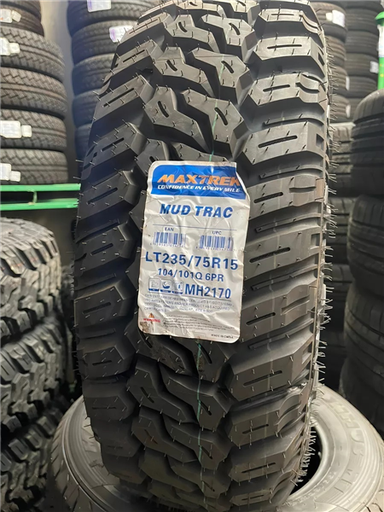 MAXTREK
CONFIDENCE IN EVERY MILE
MUD TRAC
EAN UPC
LT235/75R15
104/101Q 6PR
MH2170